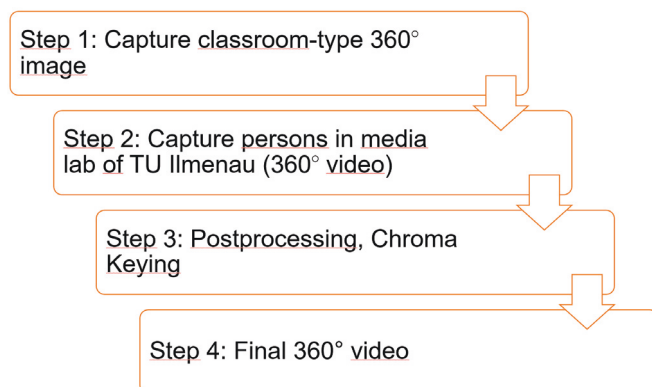 Step 1: Capture classroom-type 360°
image
Step 2: Capture persons in media
lab of TU Ilmenau (360° video)
Step 3: Postprocessing, Chroma
Keying
Step 4: Final 360° video